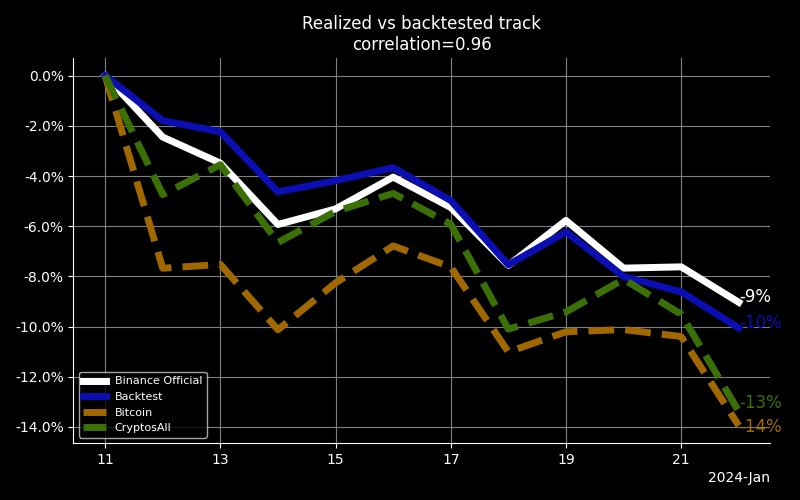 Realized vs backtested track
correlation=0.96
0.0%
-2.0%
-4.0%
-6.0%
-8.0%
-10.0%
-12.0%
-14.0%
-9%
-10%
-13%
-14%
Binance Official
Backtest
Bitcoin
CryptosAll
11 13 15 17 19 21
2024-Jan